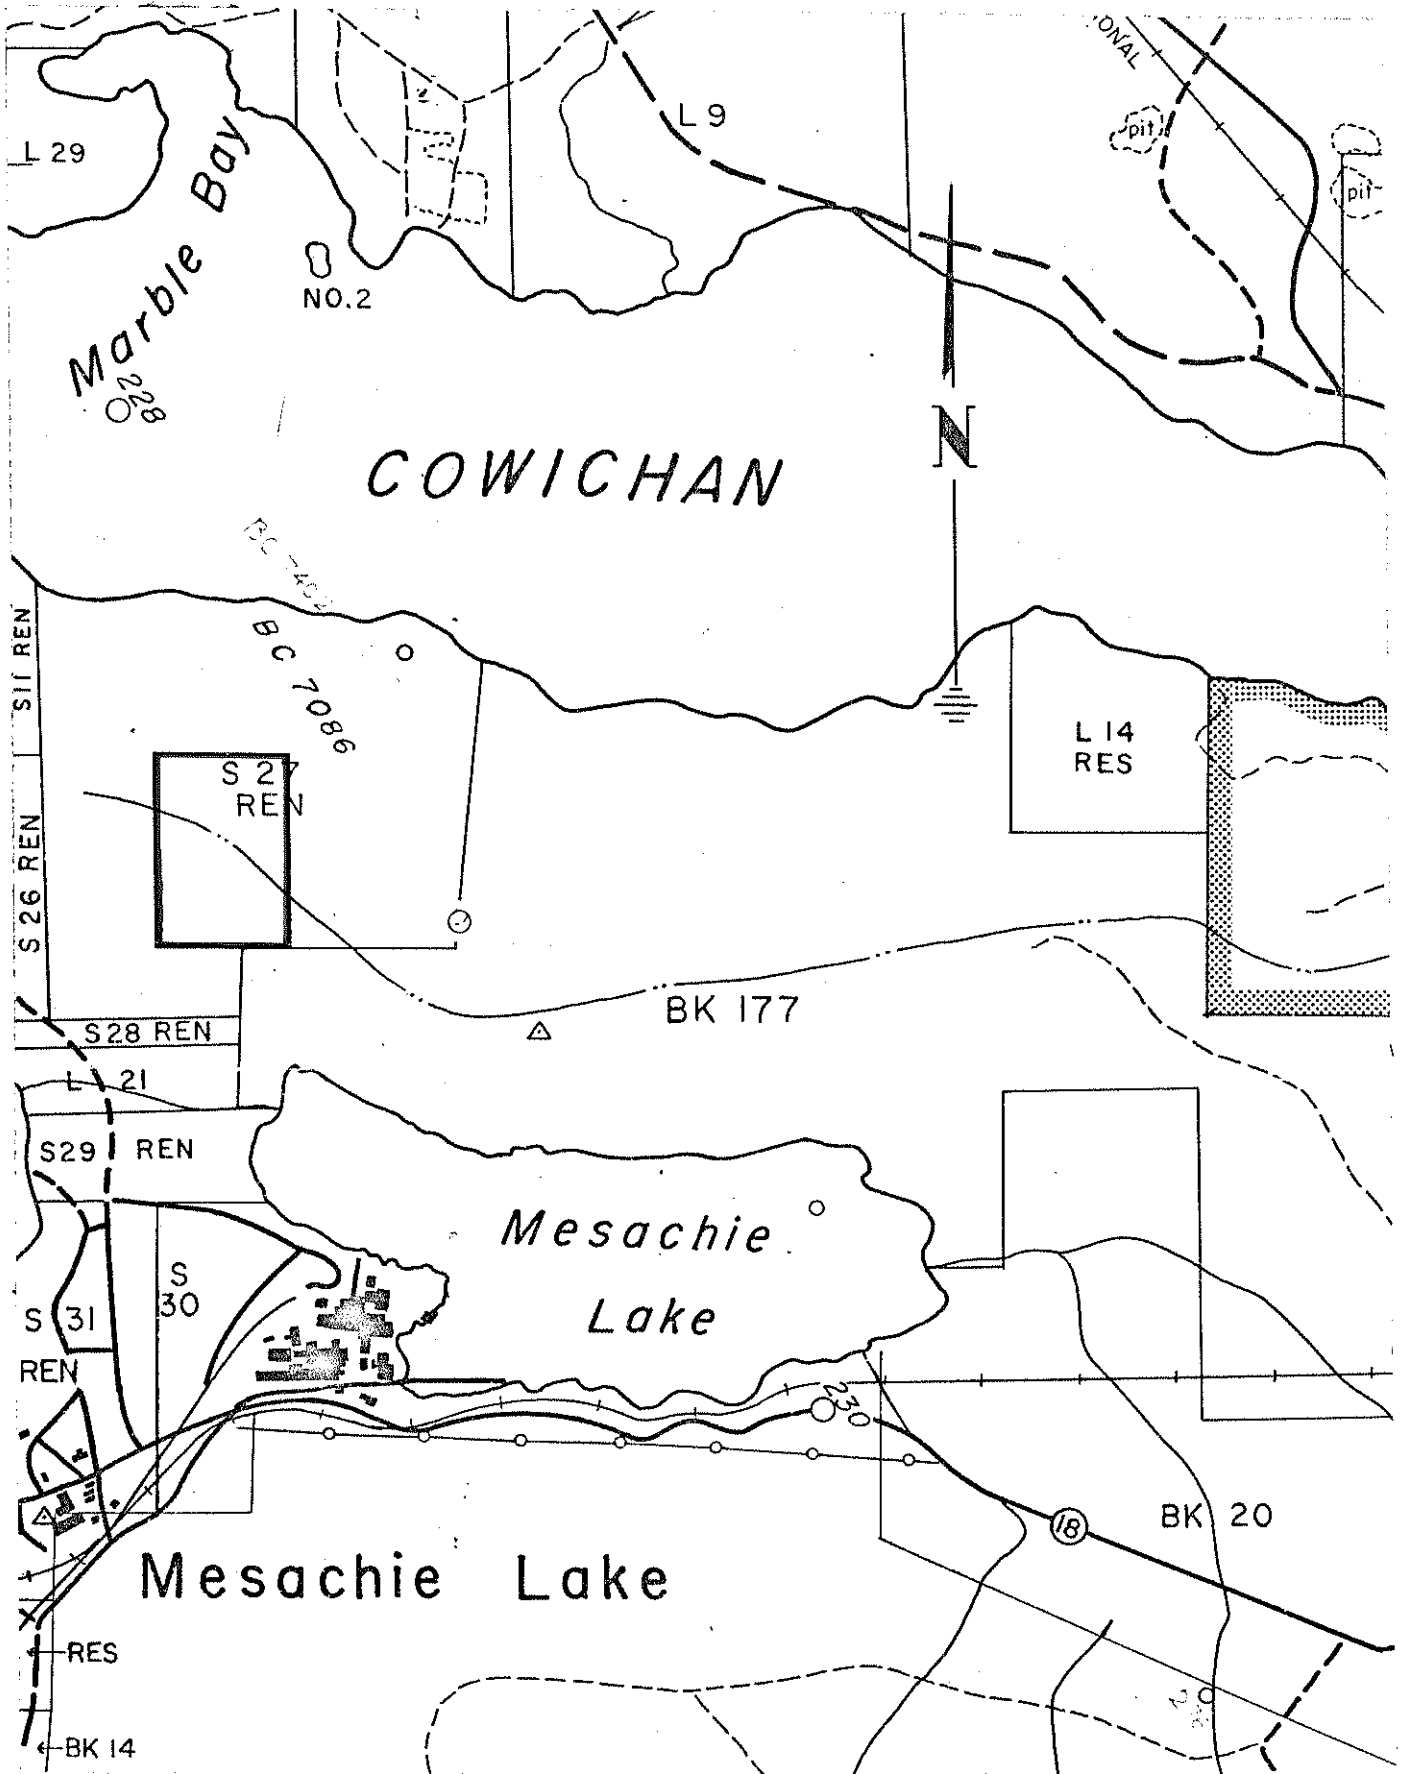 ONAL
L 9
pit
pit
L 29
Marble Bay
NO.2
228
N
COWICHAN
BC 7086
S11 REN
L 14
RES
S 27
REN
S 26 REN
BK 177
S28 REN
L 21
S29 REN
Mesachie
Lake
S
30
S 31
REN
230
18
BK 20
Mesachie Lake
RES
BK 14